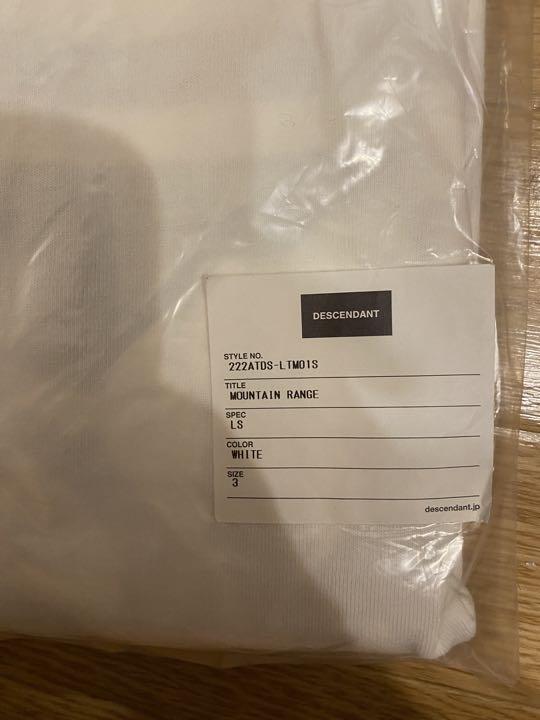 DESCENDANT
STYLE NO.
222ATDS-LTM01S
TITLE
MOUNTAIN RANGE
SPEC
LS
COLOR
WHITE
SIZE
3
descendant.jp